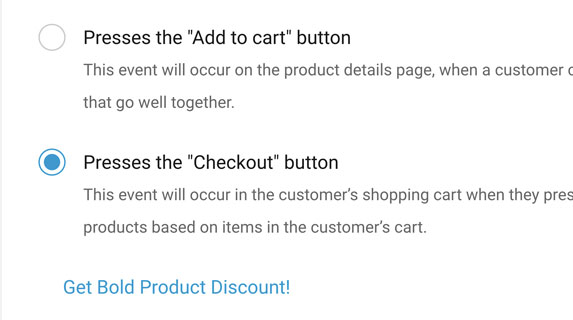 Presses the "Add to cart" button
This event will occur on the product details page, when a customer
that go well together.
Presses the "Checkout" button
This event will occur in the customer’s shopping cart when they
products based on items in the customer’s cart.
Get Bold Product Discount!